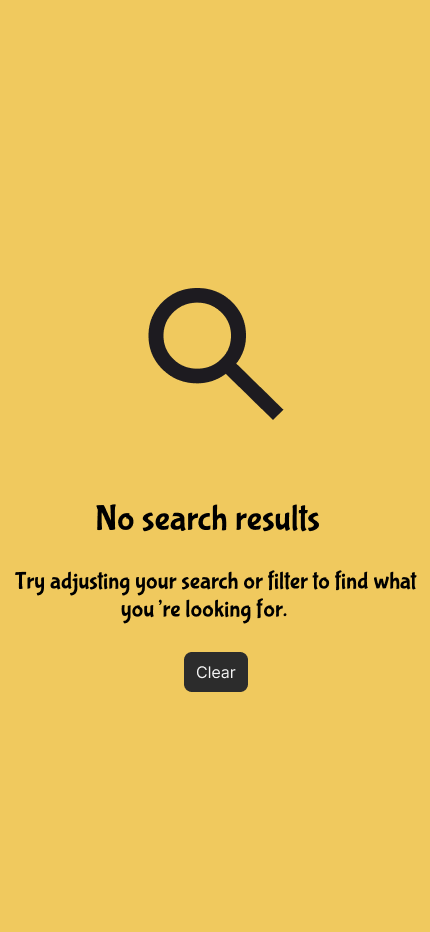 No search results
Try adjusting your search or filter to find what
you 're looking for.
Clear